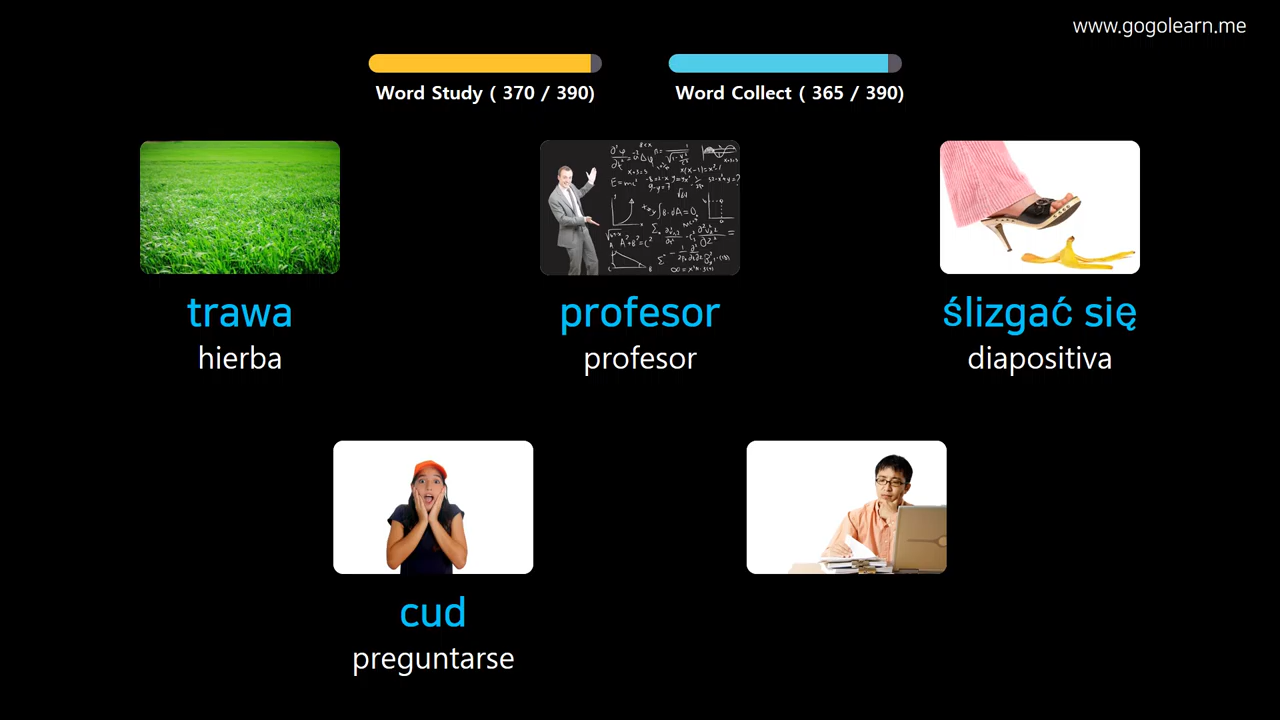 www.gogolearn.me
Word Study ( 370 / 390)
Word Collect ( 365 / 390)
trawa
hierba
profesor
profesor
ślizgać się
diapositiva
cud
preguntarse